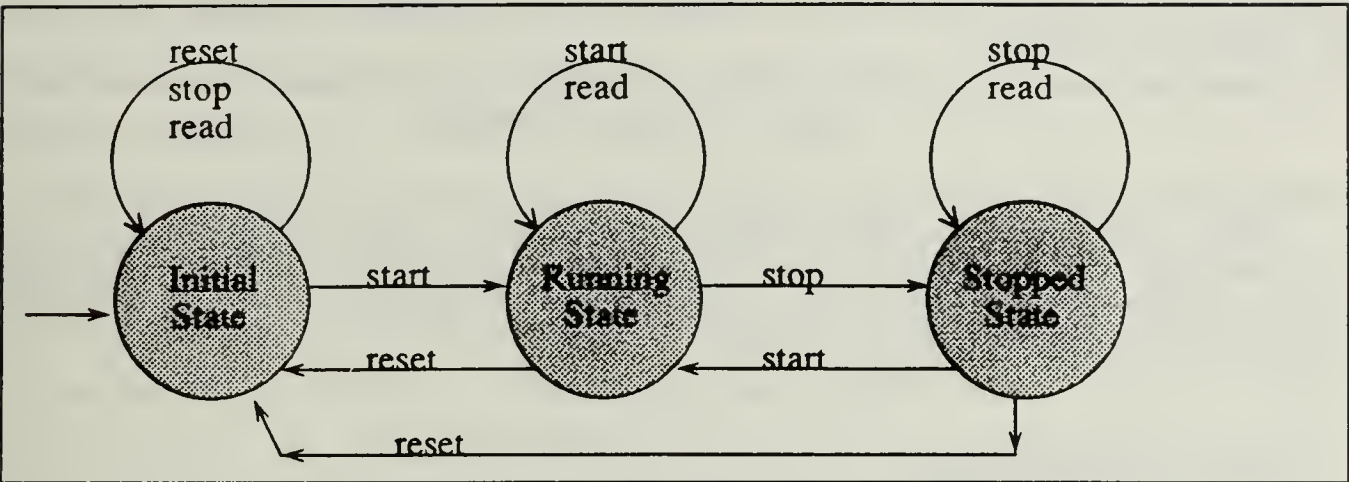 reset
stop
read
start
read
stop
read
Initial
State
start
Running
State
stop
Stopped
State
reset
start
reset